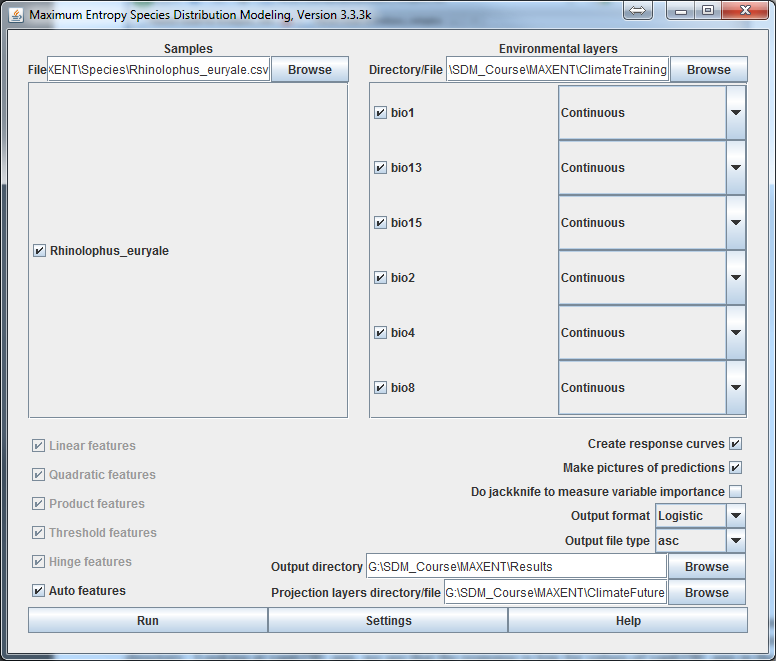 Maximum Entropy Species Distribution Modeling, Version 3.3.3k
Samples
File XENT\Species\Rhinolophus_euryale.csv Browse
Rhinolophus_euryale
Environmental layers
Directory/File \SDM_Course\MAXENT\ClimateTraining Browse
bio1 Continuous
bio13 Continuous
bio15 Continuous
bio2 Continuous
bio4 Continuous
bio8 Continuous
Linear features
Quadratic features
Product features
Threshold features
Hinge features
Auto features
Create response curves
Make pictures of predictions
Do jackknife to measure variable importance
Output format Logistic
Output file type asc
Output directory G:\SDM_Course\MAXENT\Results Browse
Projection layers directory/file G:\SDM_Course\MAXENT\ClimateFuture Browse
Run Settings Help